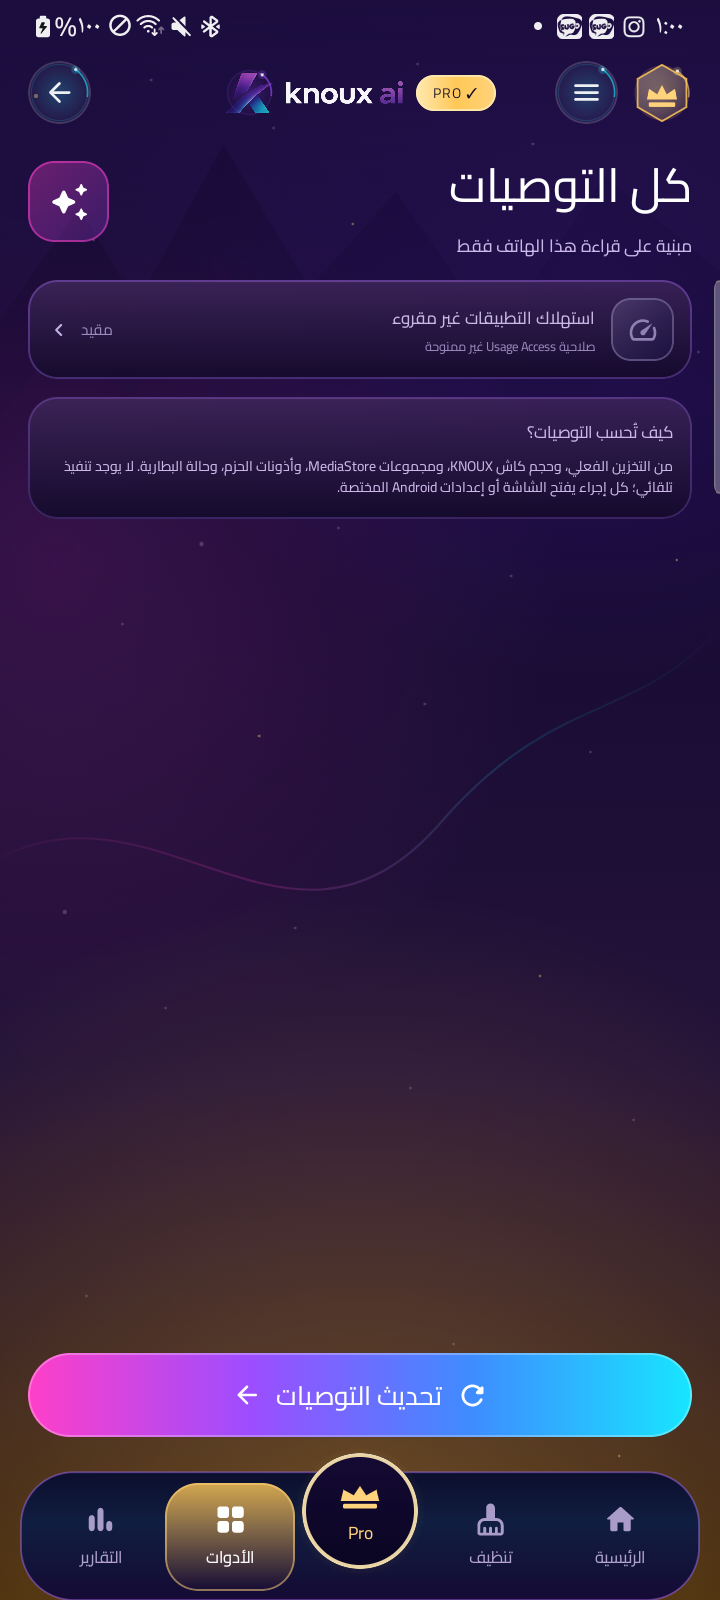 ١:٠٠
%١٠٠
knoux ai
PRO ✓
كل التوصيات
مبنية على قراءة هذا الهاتف فقط
استهلاك التطبيقات غير مقروء
صلاحية Usage Access غير ممنوحة
مقيد
كيف تُحسب التوصيات؟
من التخزين الفعلي، وحجم كاش KNOUX، ومجموعات MediaStore، وأذونات الحزم، وحالة البطارية. لا يوجد تنفيذ
تلقائي؛ كل إجراء يفتح الشاشة أو إعدادات Android المختصة.
تحديث التوصيات
الرئيسية
تنظيف
Pro
الأدوات
التقارير